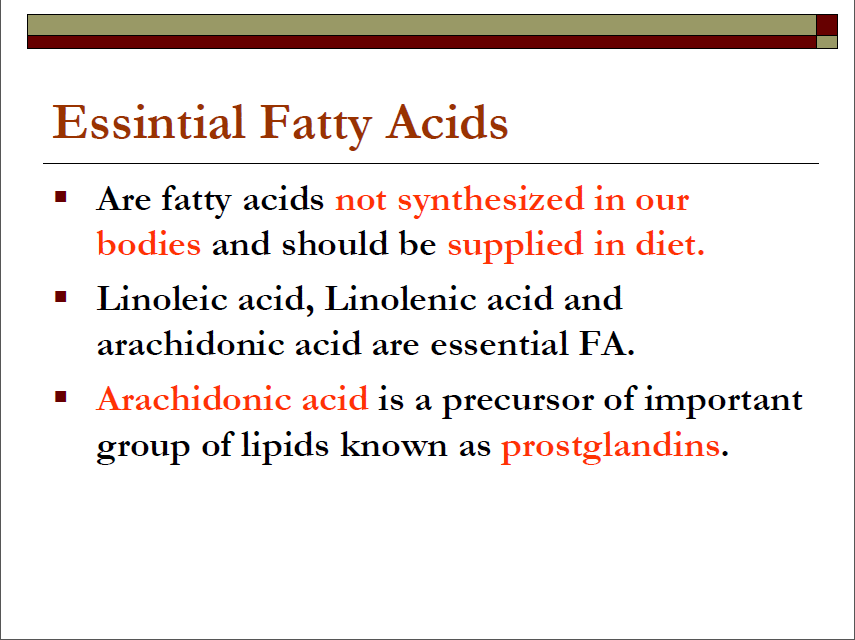 Essintial Fatty Acids
Are fatty acids not synthesized in our
bodies and should be supplied in diet.
Linoleic acid, Linolenic acid and
arachidonic acid are essential FA.
Arachidonic acid is a precursor of important
group of lipids known as prostglandins.